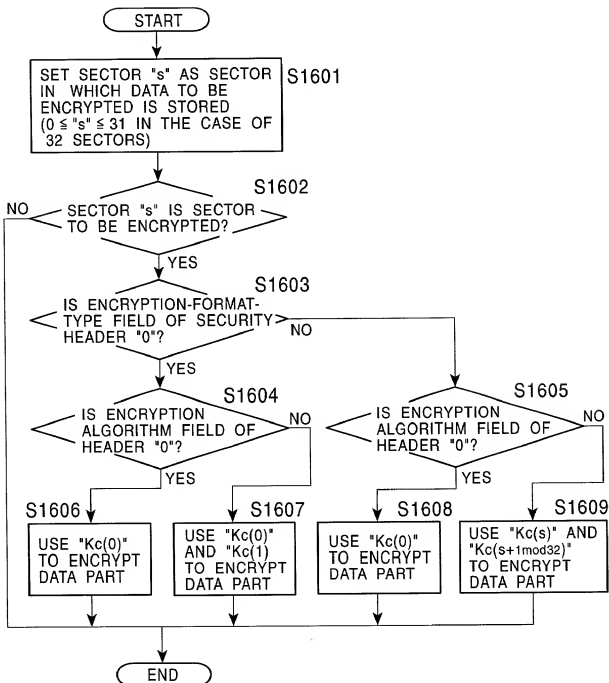 START
SET SECTOR "s" AS SECTOR
IN WHICH DATA TO BE
ENCRYPTED IS STORED
(0 ≦ "s" ≦ 31 IN THE CASE OF
32 SECTORS)
S1601
S1602
NO
SECTOR "s" IS SECTOR
TO BE ENCRYPTED?
YES
S1603
IS ENCRYPTION-FORMAT-
TYPE FIELD OF SECURITY
HEADER "0"?
NO
YES
S1604
IS ENCRYPTION
ALGORITHM FIELD OF
HEADER "0"?
NO
YES
S1605
IS ENCRYPTION
ALGORITHM FIELD OF
HEADER "0"?
NO
YES
S1606
USE "Kc(0)"
TO ENCRYPT
DATA PART
S1607
USE "Kc(0)"
AND "Kc(1)
TO ENCRYPT
DATA PART
S1608
USE "Kc(0)"
TO ENCRYPT
DATA PART
S1609
USE "Kc(s)" AND
"Kc(s+1mod32)"
TO ENCRYPT
DATA PART
END